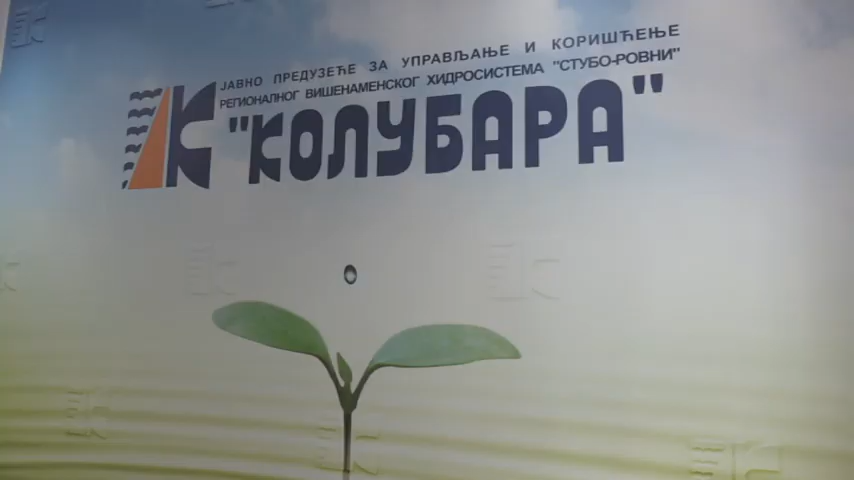 ЈАВНО ПРЕДУЗЕЋЕ ЗА УПРАВЉАЊЕ И КОРИШЋЕЊЕ
РЕГИОНАЛНОГ ВИШЕНАМЕНСКОГ ХИДРОСИСТЕМА "СТУБО-РОВНИ"
"КОЛУБАРА"